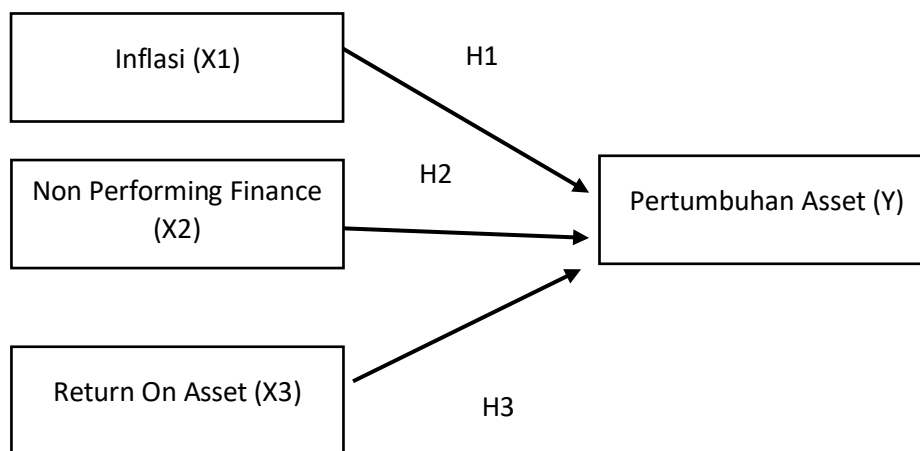 Inflasi (X1)
H1
Non Performing Finance
(X2)
H2
Pertumbuhan Asset (Y)
Return On Asset (X3)
H3